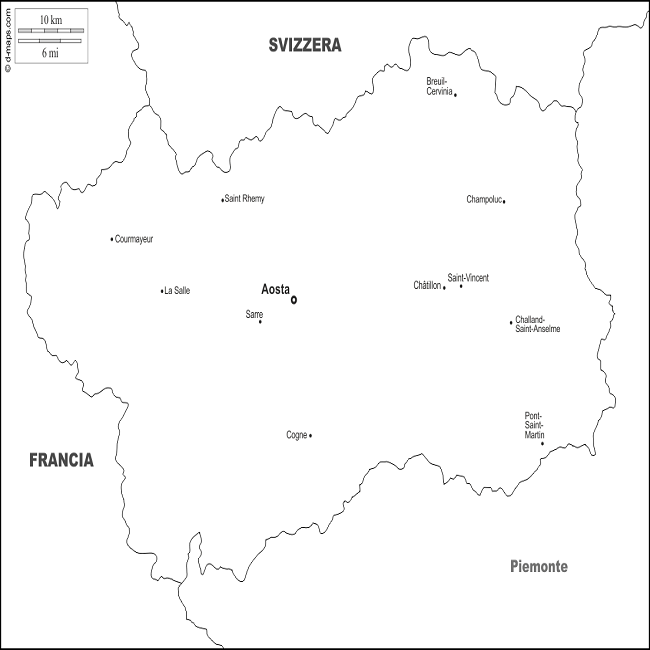 © d-maps.com
10 km
6 mi
SVIZZERA
Breuil-
Cervinia
Saint Rhemy
Champoluc
Courmayeur
La Salle
Aosta
Saint-Vincent
Châtillon
Sarre
Challand-
Saint-Anselme
Pont-
Saint-
Martin
Cogne
FRANCIA
Piemonte